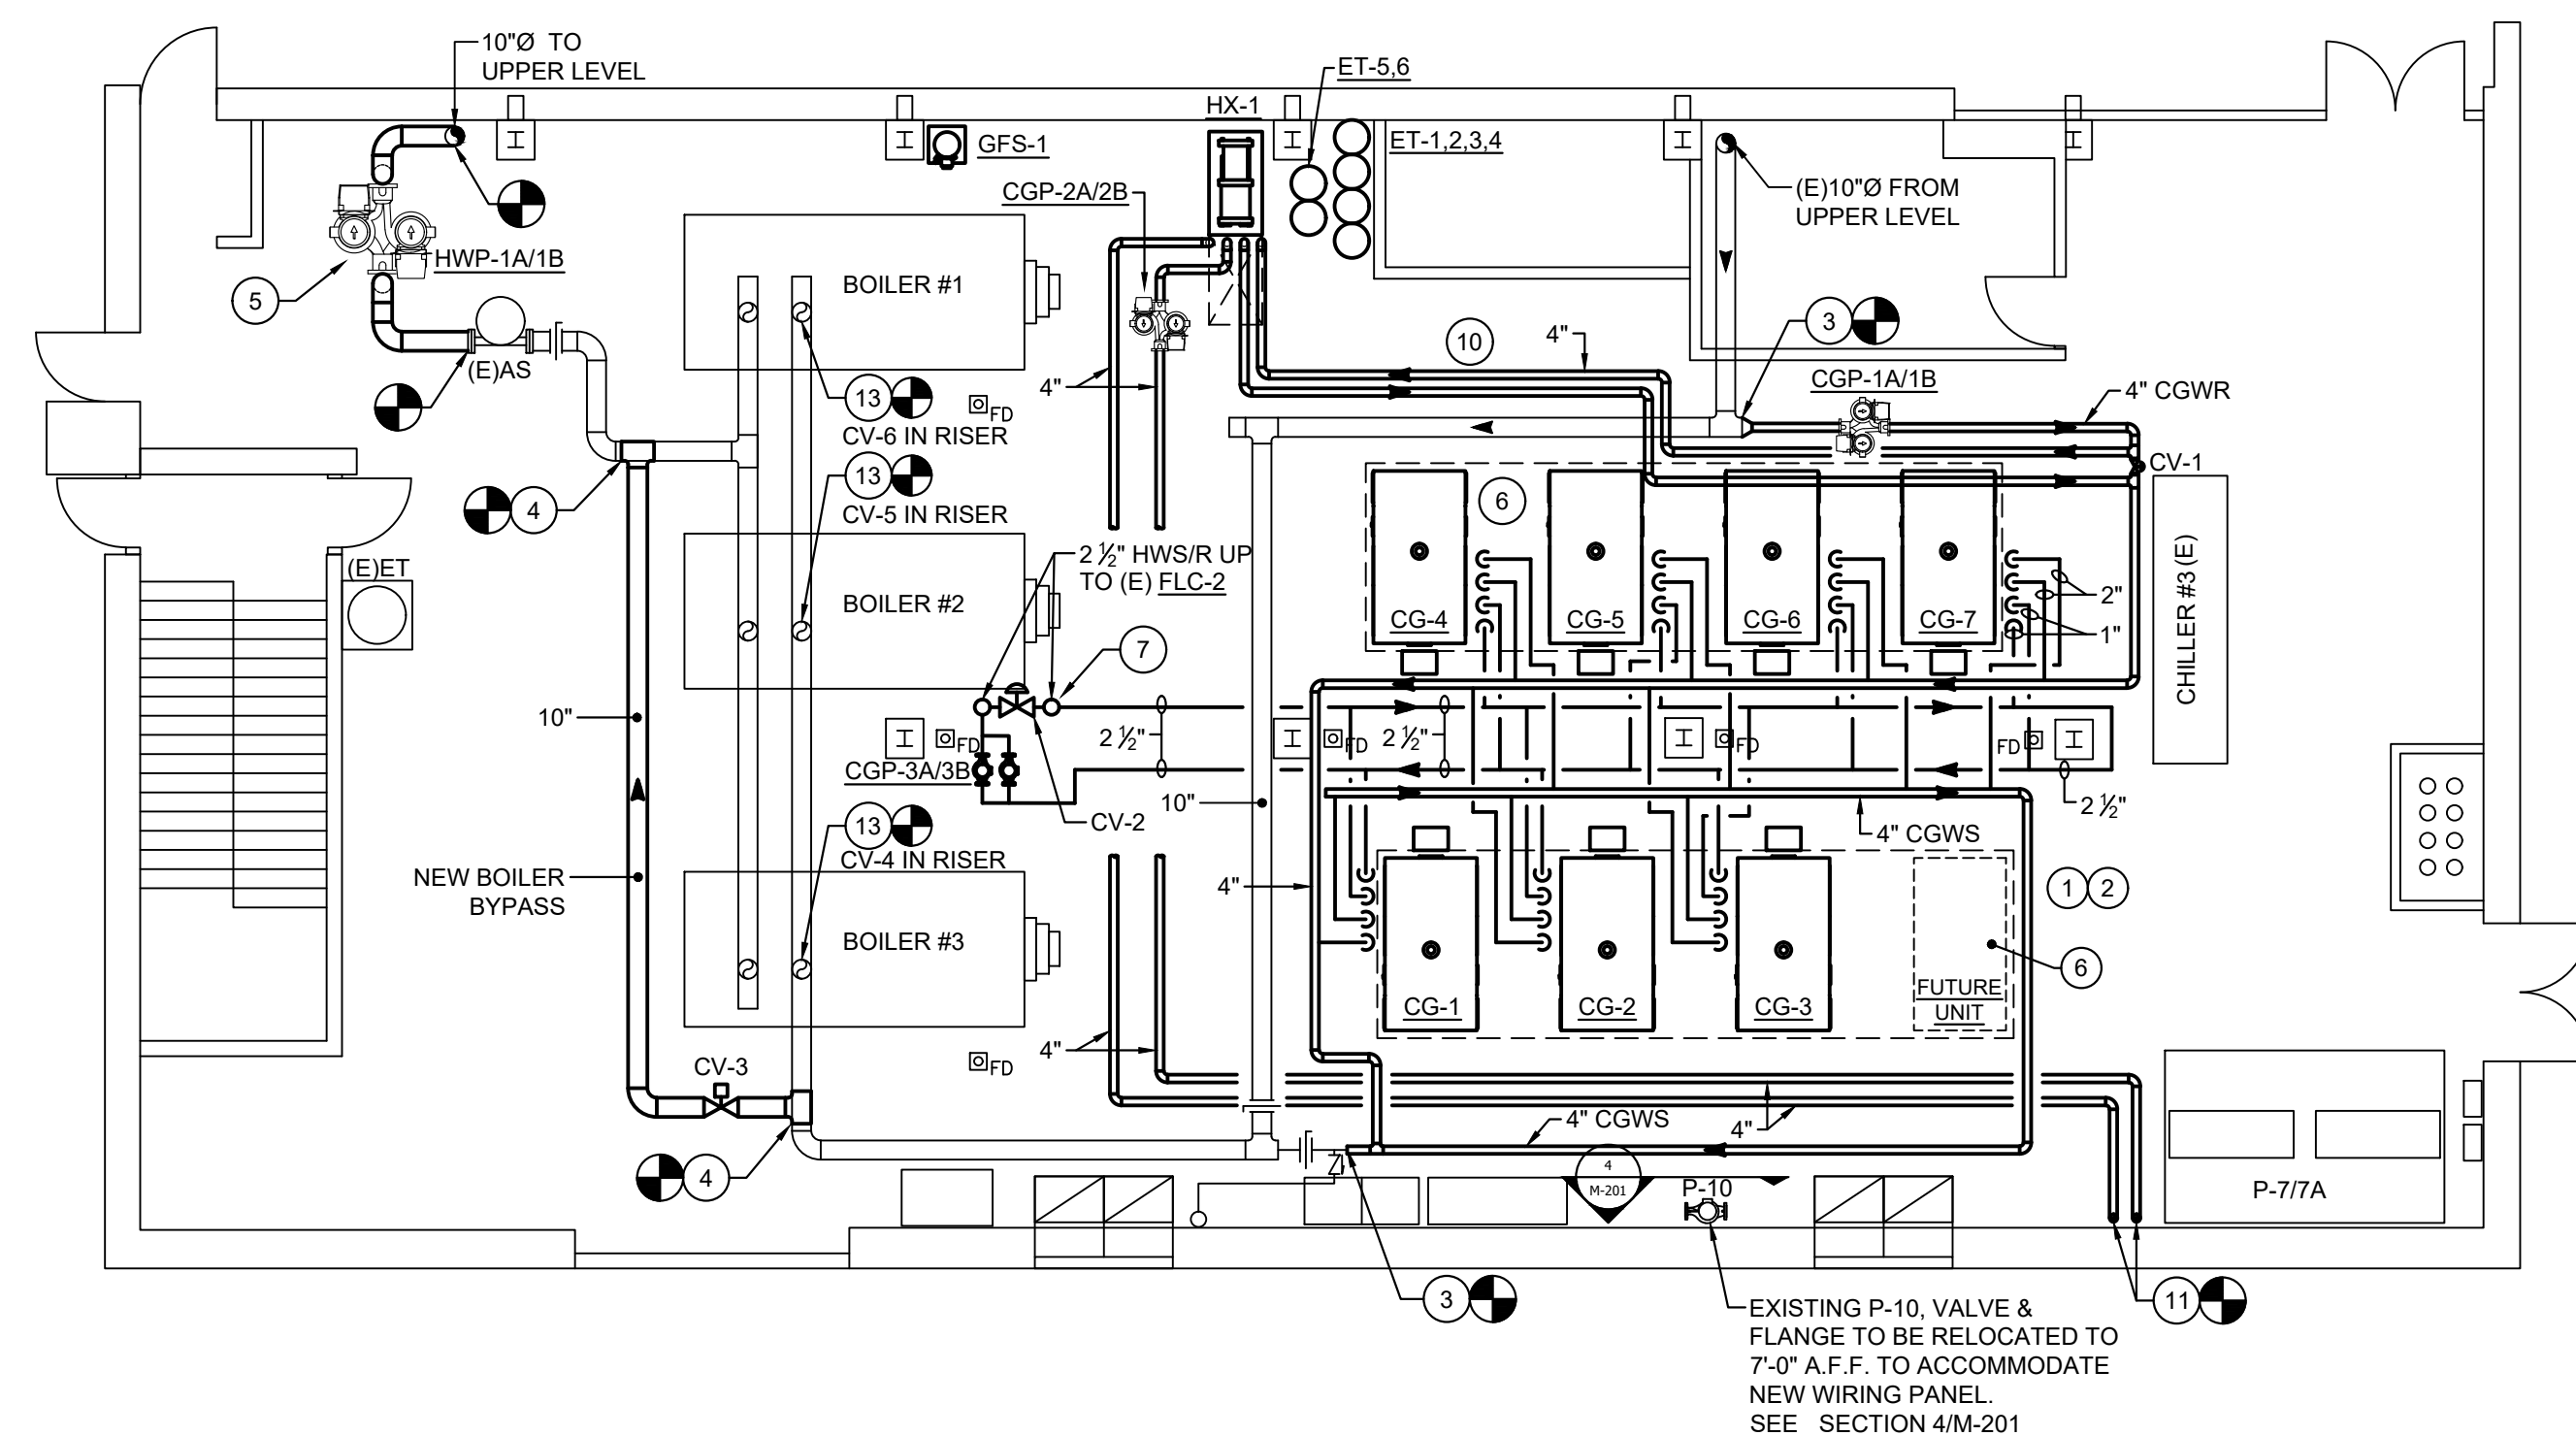 10"Ø TO
UPPER LEVEL
ET-5,6
HX-1
GFS-1
ET-1,2,3,4
CGP-2A/2B
(E)10"Ø FROM
UPPER LEVEL
HWP-1A/1B
5
BOILER #1
3
10
4"
(E)AS
CGP-1A/1B
4" CGWR
4"
13
FD
CV-6 IN RISER
13
CV-5 IN RISER
CV-1
4
6
2 ½" HWS/R UP
TO (E) FLC-2
(E)ET
BOILER #2
CG-4
CG-5
CG-6
CG-7
2"
1"
CHILLER #3 (E)
7
10"
2 ½"
2 ½"
FD
FD
FD
FD
CGP-3A/3B
10"
CV-2
2 ½"
13
CV-4 IN RISER
4" CGWS
NEW BOILER
BYPASS
4"
1
2
BOILER #3
6
CG-1
CG-2
CG-3
FUTURE
UNIT
4"
CV-3
FD
4" CGWS
4"
4
4
M-201
P-10
P-7/7A
3
11
EXISTING P-10, VALVE &
FLANGE TO BE RELOCATED TO
7'-0" A.F.F. TO ACCOMMODATE
NEW WIRING PANEL.
SEE SECTION 4/M-201